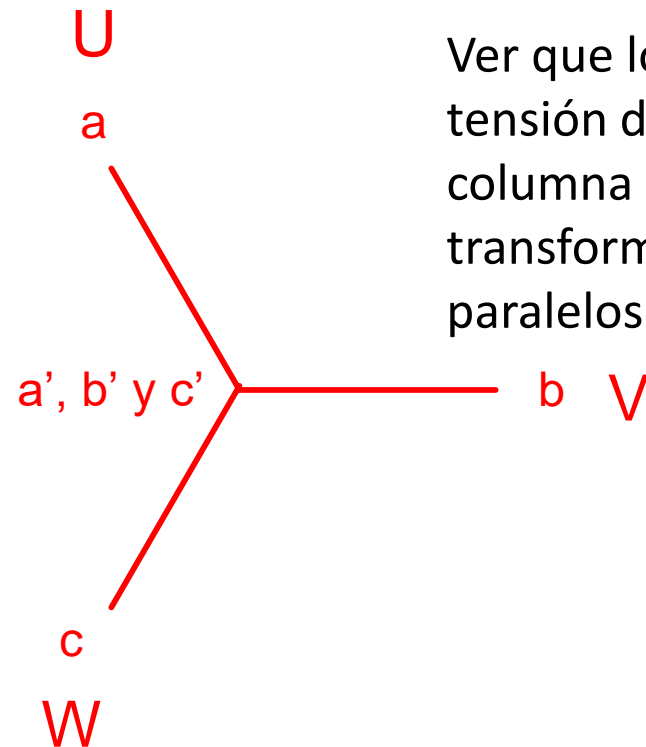 U
a
Ver que
tensión
columna
transform
paralelos
a’, b’ y c’
b V
c
W